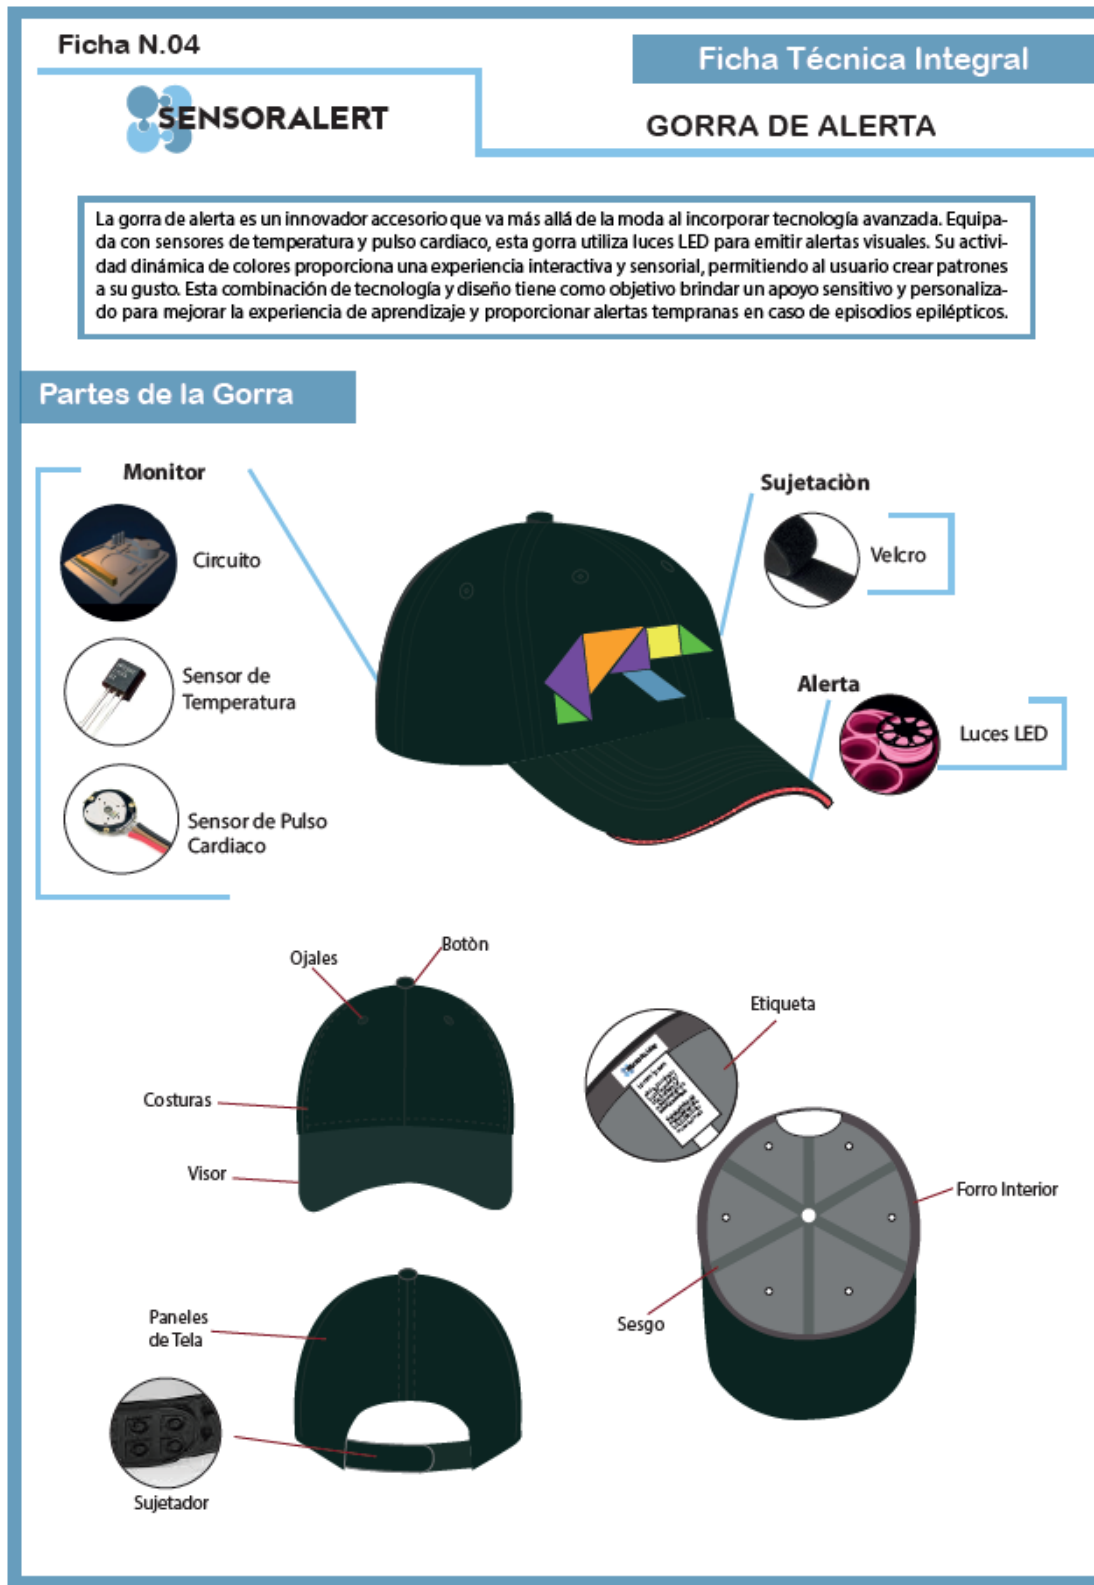 Ficha N.04
Ficha Técnica Integral
SENSORALERT
GORRA DE ALERTA
La gorra de alerta es un innovador accesorio que va más allá de la moda al incorporar tecnología avanzada. Equipa-
da con sensores de temperatura y pulso cardiaco, esta gorra utiliza luces LED para emitir alertas visuales. Su activi-
dad dinámica de colores proporciona una experiencia interactiva y sensorial, permitiendo al usuario crear patrones
a su gusto. Esta combinación de tecnología y diseño tiene como objetivo brindar un apoyo sensitivo y personaliza-
do para mejorar la experiencia de aprendizaje y proporcionar alertas tempranas en caso de episodios epilépticos.
Partes de la Gorra
Monitor
Circuito
Sensor de
Temperatura
Sensor de Pulso
Cardiaco
Sujetaciòn
Velcro
Alerta
Luces LED
Ojales
Botòn
Costuras
Visor
Etiqueta
Forro Interior
Sesgo
Paneles
de Tela
Sujetador